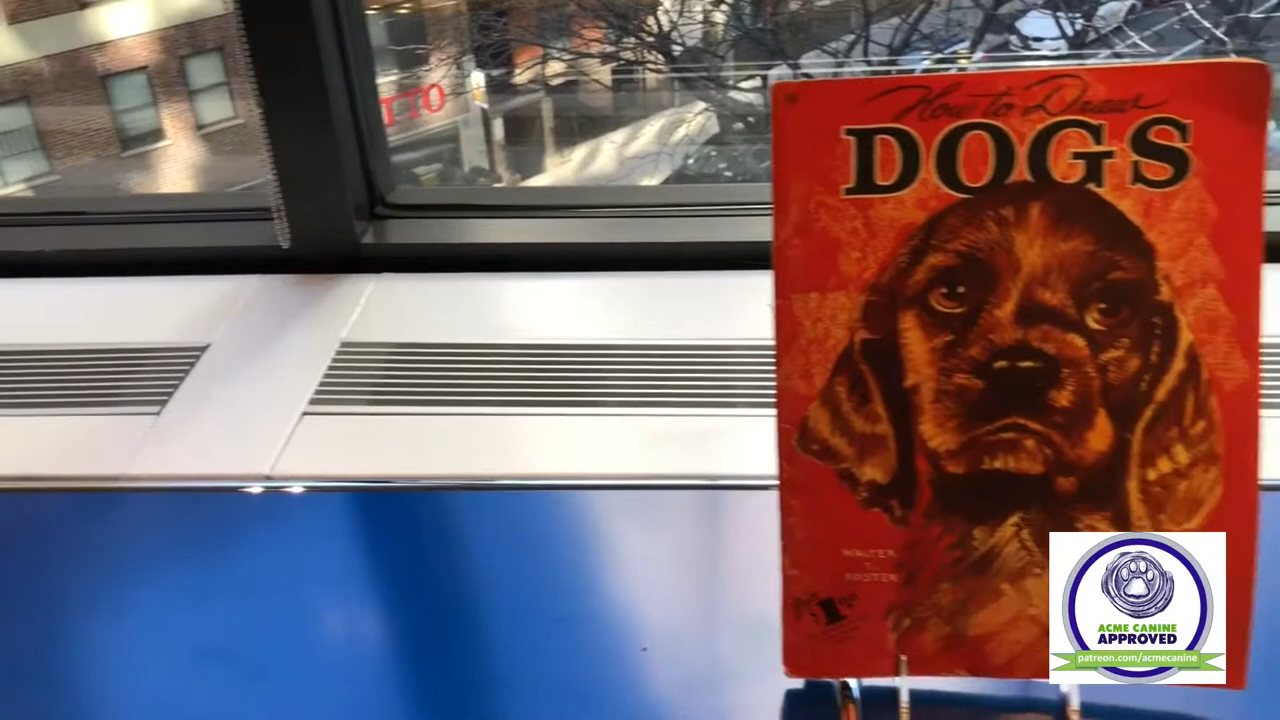 TTO
How to Draw
DOGS
WALTER
T.
FOSTER
ACME CANINE
APPROVED
patreon.com/acmecanine